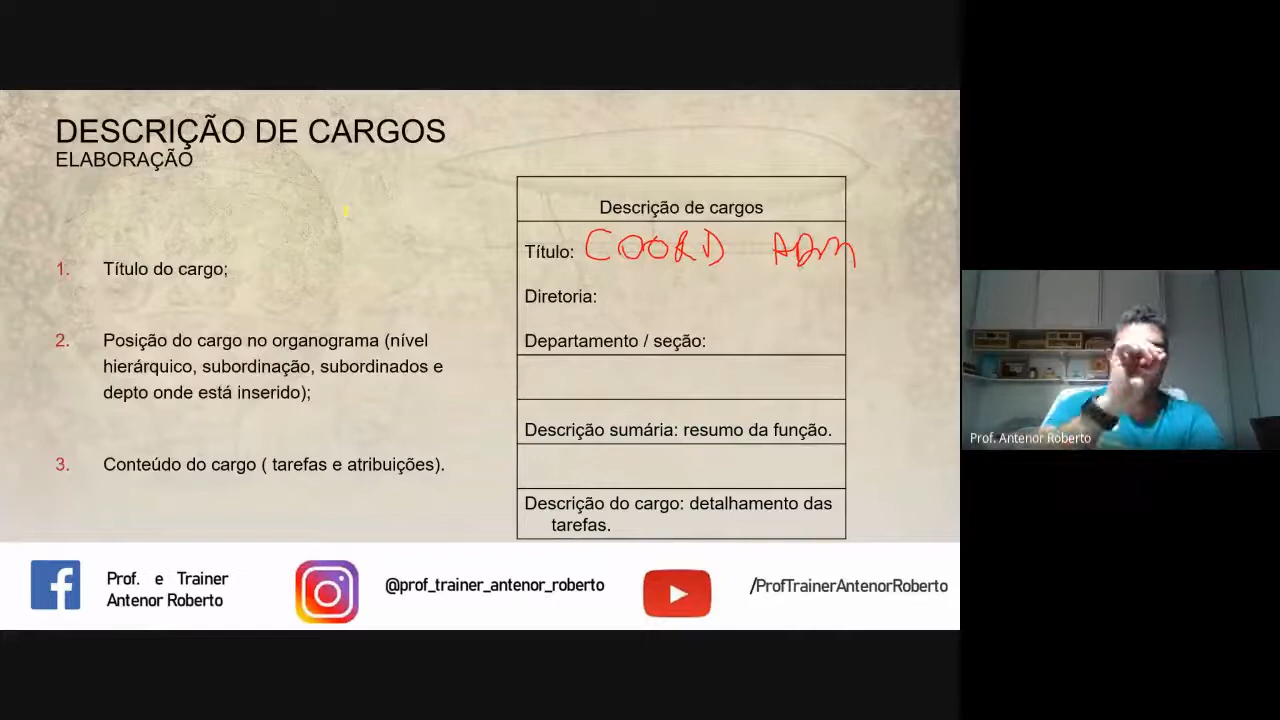 DESCRIÇÃO DE CARGOS
ELABORAÇÃO
1. Título do cargo;
2. Posição do cargo no organograma (nível
hierárquico, subordinação, subordinados e
depto onde está inserido);
3. Conteúdo do cargo ( tarefas e atribuições).
Descrição de cargos
Título: COORD ADM
Diretoria:
Departamento / seção:
Descrição sumária: resumo da função.
Descrição do cargo: detalhamento das
tarefas.
Prof. e Trainer
Antenor Roberto
@prof_trainer_antenor_roberto
/ProfTrainerAntenorRoberto
Prof. Antenor Roberto